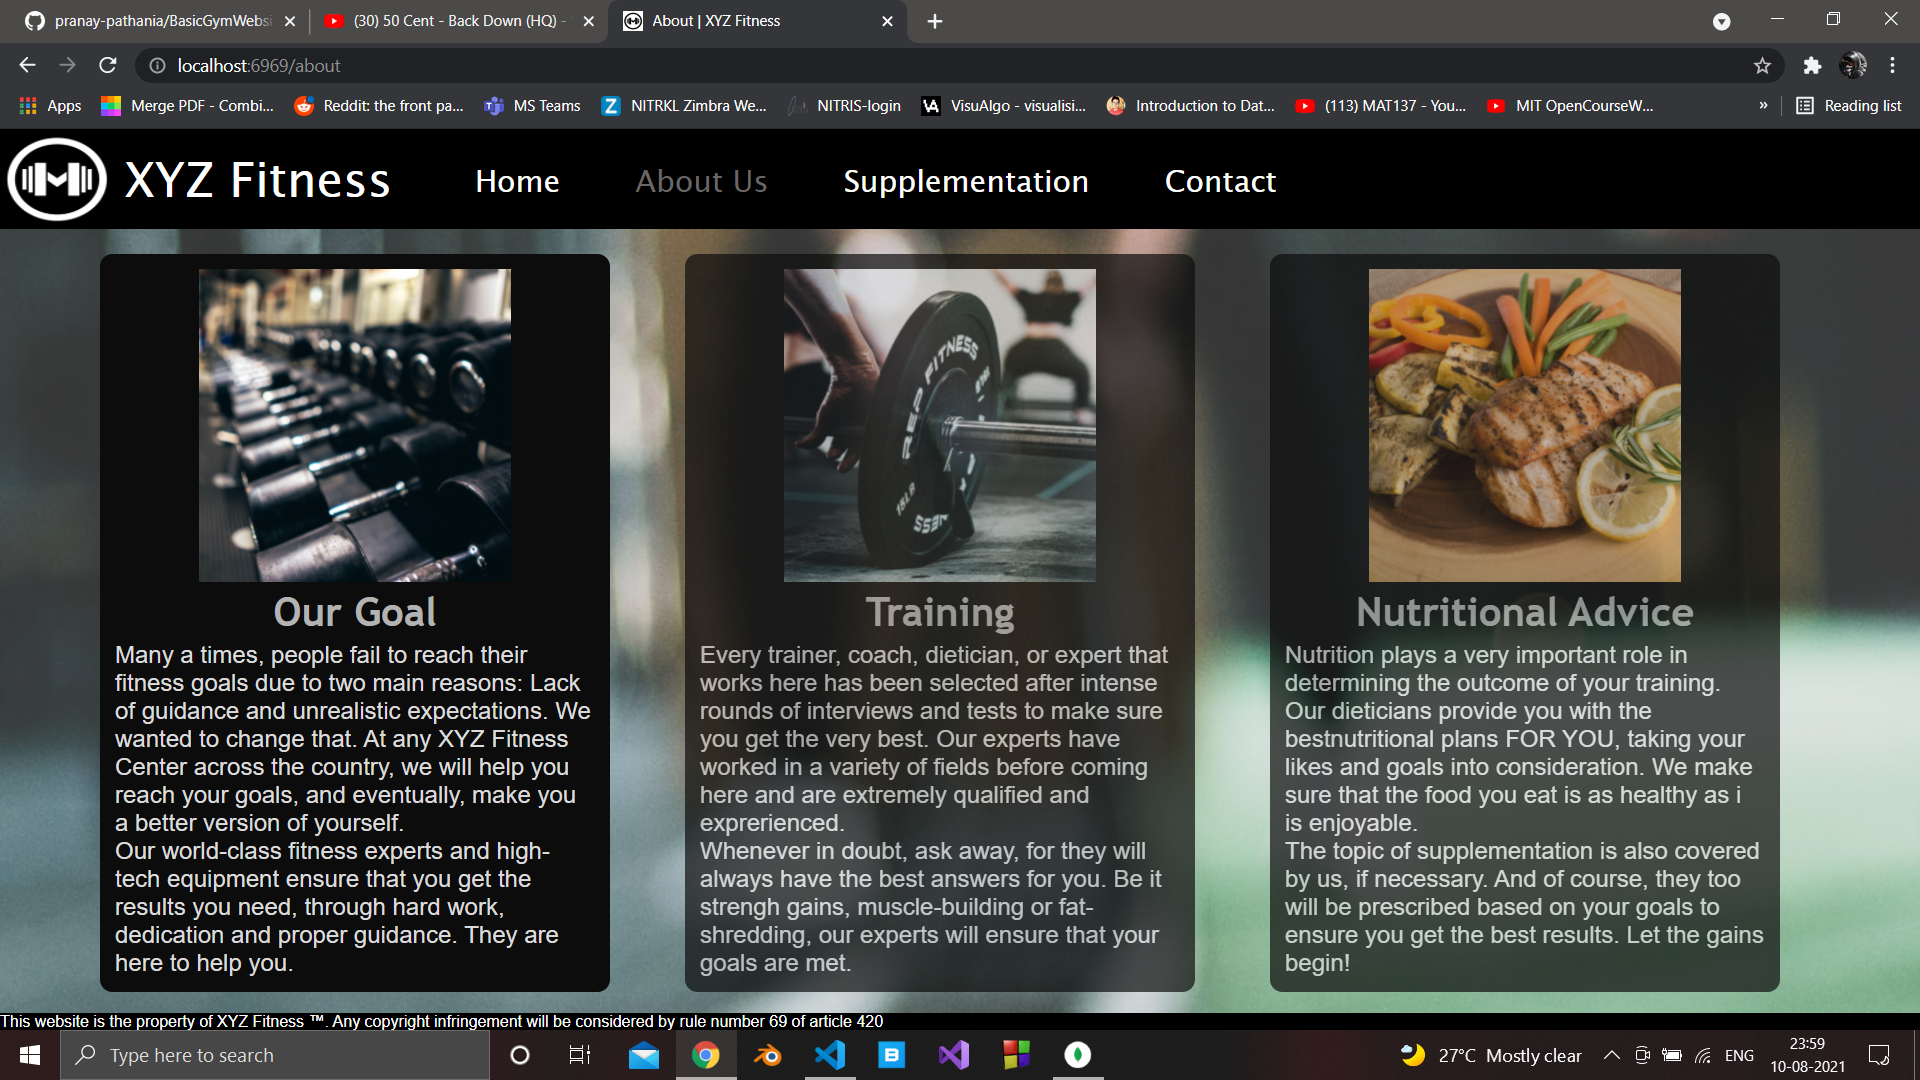 pranay-pathania/BasicGymWebsi
(30) 50 Cent - Back Down (HQ) -
About | XYZ Fitness
localhost:6969/about
Apps
Merge PDF - Combi...
Reddit: the front pa...
MS Teams
NITRKL Zimbra We...
NITRIS-login
VisuAlgo - visualisi...
Introduction to Dat...
(113) MAT137 - You...
MIT OpenCourseW...
»
Reading list
XYZ Fitness
Home
About Us
Supplementation
Contact
REP FITNESS
15LB
Our Goal
Many a times, people fail to reach their
fitness goals due to two main reasons: Lack
of guidance and unrealistic expectations. We
wanted to change that. At any XYZ Fitness
Center across the country, we will help you
reach your goals, and eventually, make you
a better version of yourself.
Our world-class fitness experts and high-
tech equipment ensure that you get the
results you need, through hard work,
dedication and proper guidance. They are
here to help you.
Training
Every trainer, coach, dietician, or expert that
works here has been selected after intense
rounds of interviews and tests to make sure
you get the very best. Our experts have
worked in a variety of fields before coming
here and are extremely qualified and
exprerienced.
Whenever in doubt, ask away, for they will
always have the best answers for you. Be it
strengh gains, muscle-building or fat-
shredding, our experts will ensure that your
goals are met.
Nutritional Advice
Nutrition plays a very important role in
determining the outcome of your training.
Our dieticians provide you with the
bestnutritional plans FOR YOU, taking your
likes and goals into consideration. We make
sure that the food you eat is as healthy as i
is enjoyable.
The topic of supplementation is also covered
by us, if necessary. And of course, they too
will be prescribed based on your goals to
ensure you get the best results. Let the gains
begin!
This website is the property of XYZ Fitness ™. Any copyright infringement will be considered by rule number 69 of article 420
Type here to search
27°C Mostly clear
ENG
23:59
10-08-2021